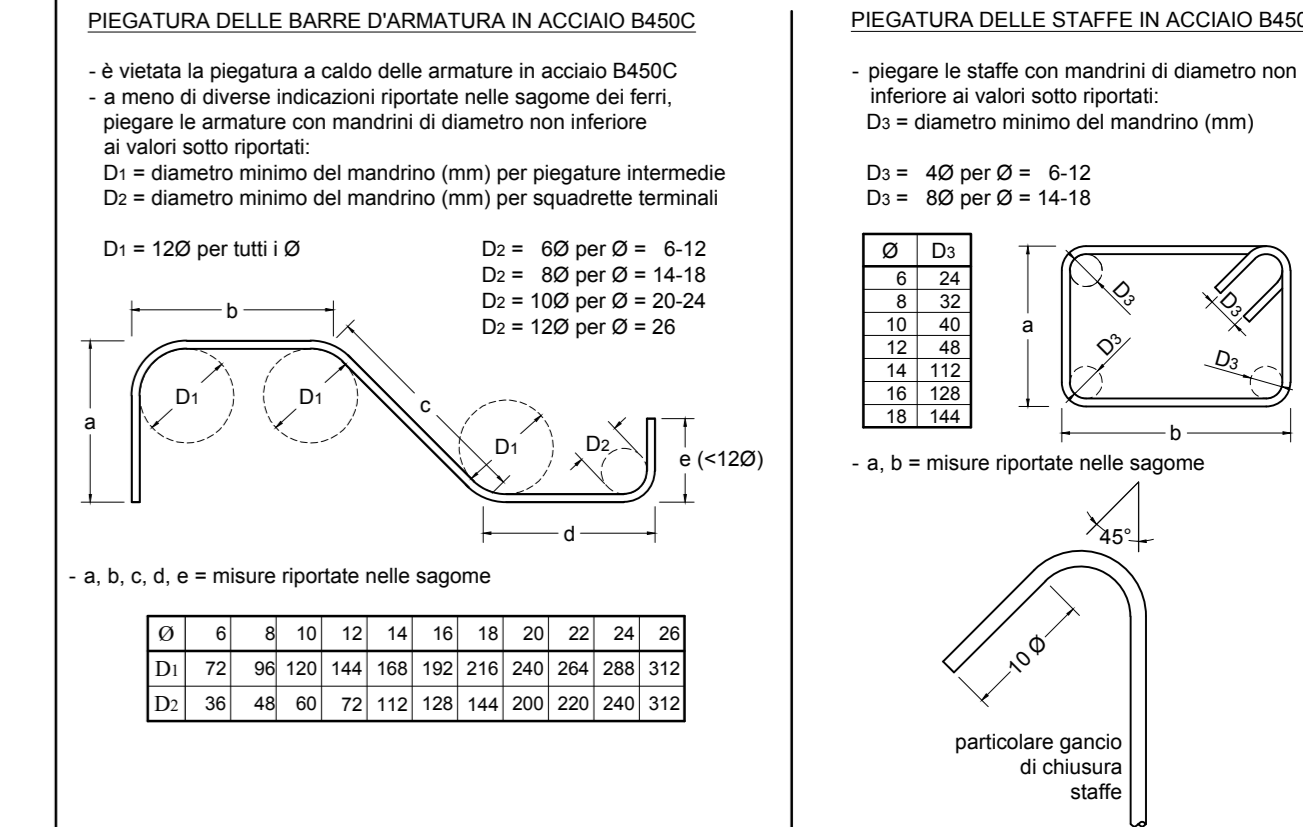 PIEGATURA DELLE BARRE D'ARMATURA IN ACCIAIO B450C
- è vietata la piegatura a caldo delle armature in acciaio B450C
- a meno di diverse indicazioni riportate nelle sagome dei ferri,
piegare le armature con mandrini di diametro non inferiore
ai valori sotto riportati:
D1 = diametro minimo del mandrino (mm) per piegature intermedie
D2 = diametro minimo del mandrino (mm) per squadrette terminali
D1 = 12Ø per tutti i Ø
D2 = 6Ø per Ø = 6-12
D2 = 8Ø per Ø = 14-18
D2 = 10Ø per Ø = 20-24
D2 = 12Ø per Ø = 26
b
a
D1
D1
c
D1
D2
e (<12Ø)
d
- a, b, c, d, e = misure riportate nelle sagome
Ø 6 8 10 12 14 16 18 20 22 24 26
D1 72 96 120 144 168 192 216 240 264 288 312
D2 36 48 60 72 112 128 144 200 220 240 312
PIEGATURA DELLE STAFFE IN ACCIAIO B450
- piegare le staffe con mandrini di diametro non
inferiore ai valori sotto riportati:
D3 = diametro minimo del mandrino (mm)
D3 = 4Ø per Ø = 6-12
D3 = 8Ø per Ø = 14-18
Ø D3
6 24
8 32
10 40
12 48
14 112
16 128
18 144
a
D3
D3
D3
D3
b
- a, b = misure riportate nelle sagome
45°
10 Ø
particolare gancio
di chiusura
staffe